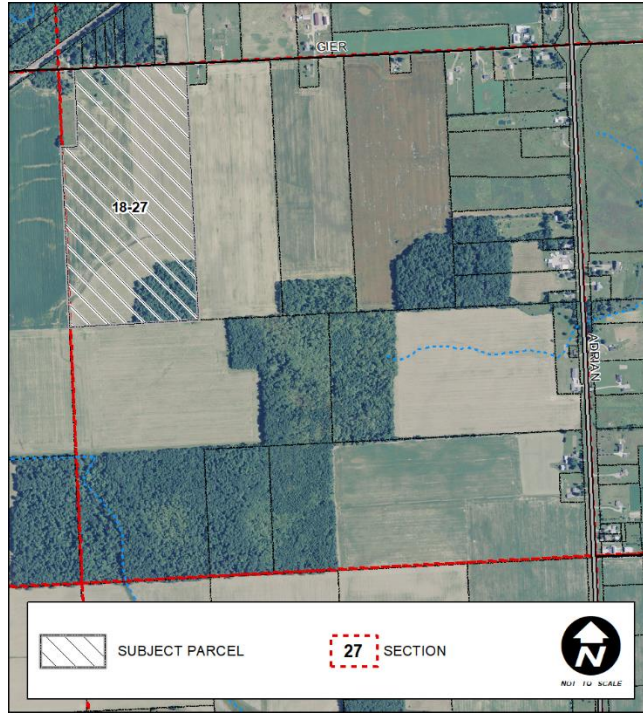 GIER
18-27
ADRIAN
SUBJECT PARCEL
27 SECTION
N
NOT TO SCALE